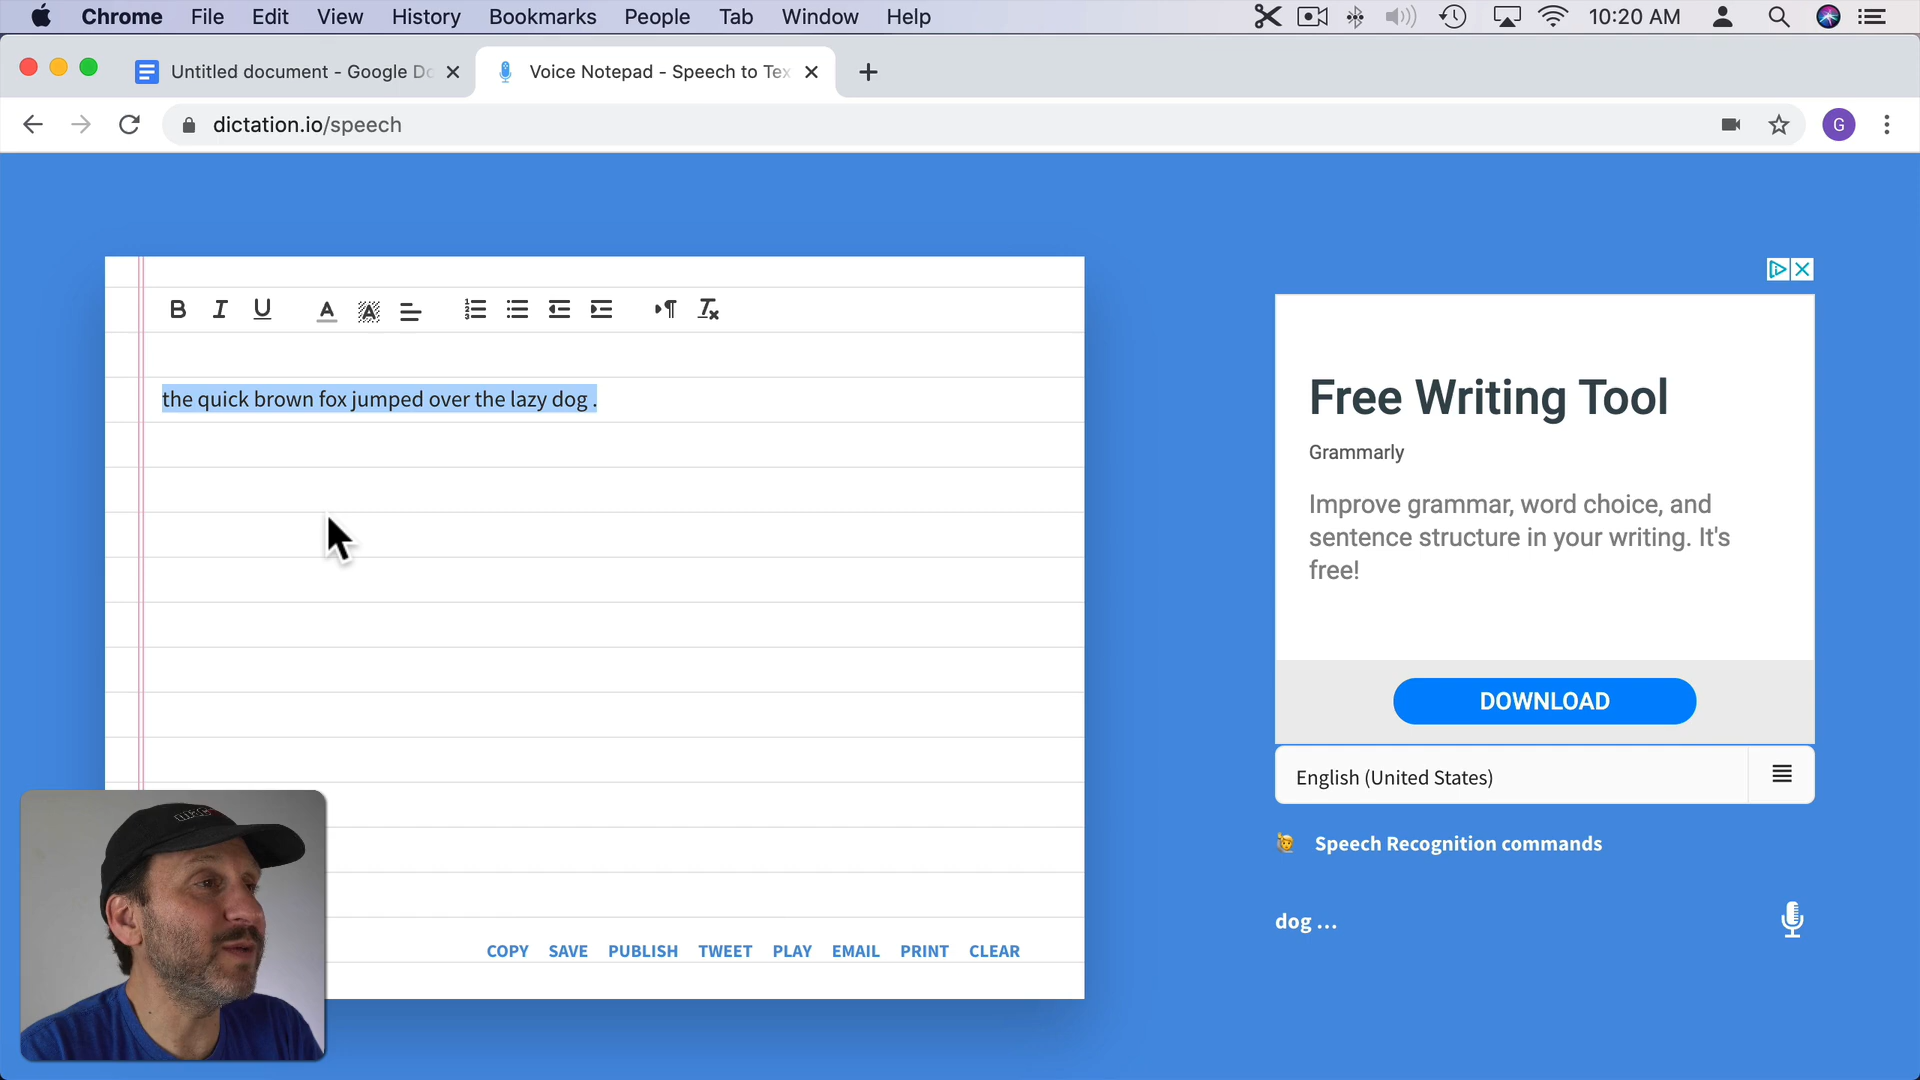 Chrome File Edit View History Bookmarks People Tab Window Help 10:20 AM
Untitled document - Google Do
Voice Notepad - Speech to Tex
dictation.io/speech
G
B I U A A
the quick brown fox jumped over the lazy dog .
Free Writing Tool
Grammarly
Improve grammar, word choice, and
sentence structure in your writing. It's
free!
DOWNLOAD
English (United States)
Speech Recognition commands
dog ...
COPY SAVE PUBLISH TWEET PLAY EMAIL PRINT CLEAR